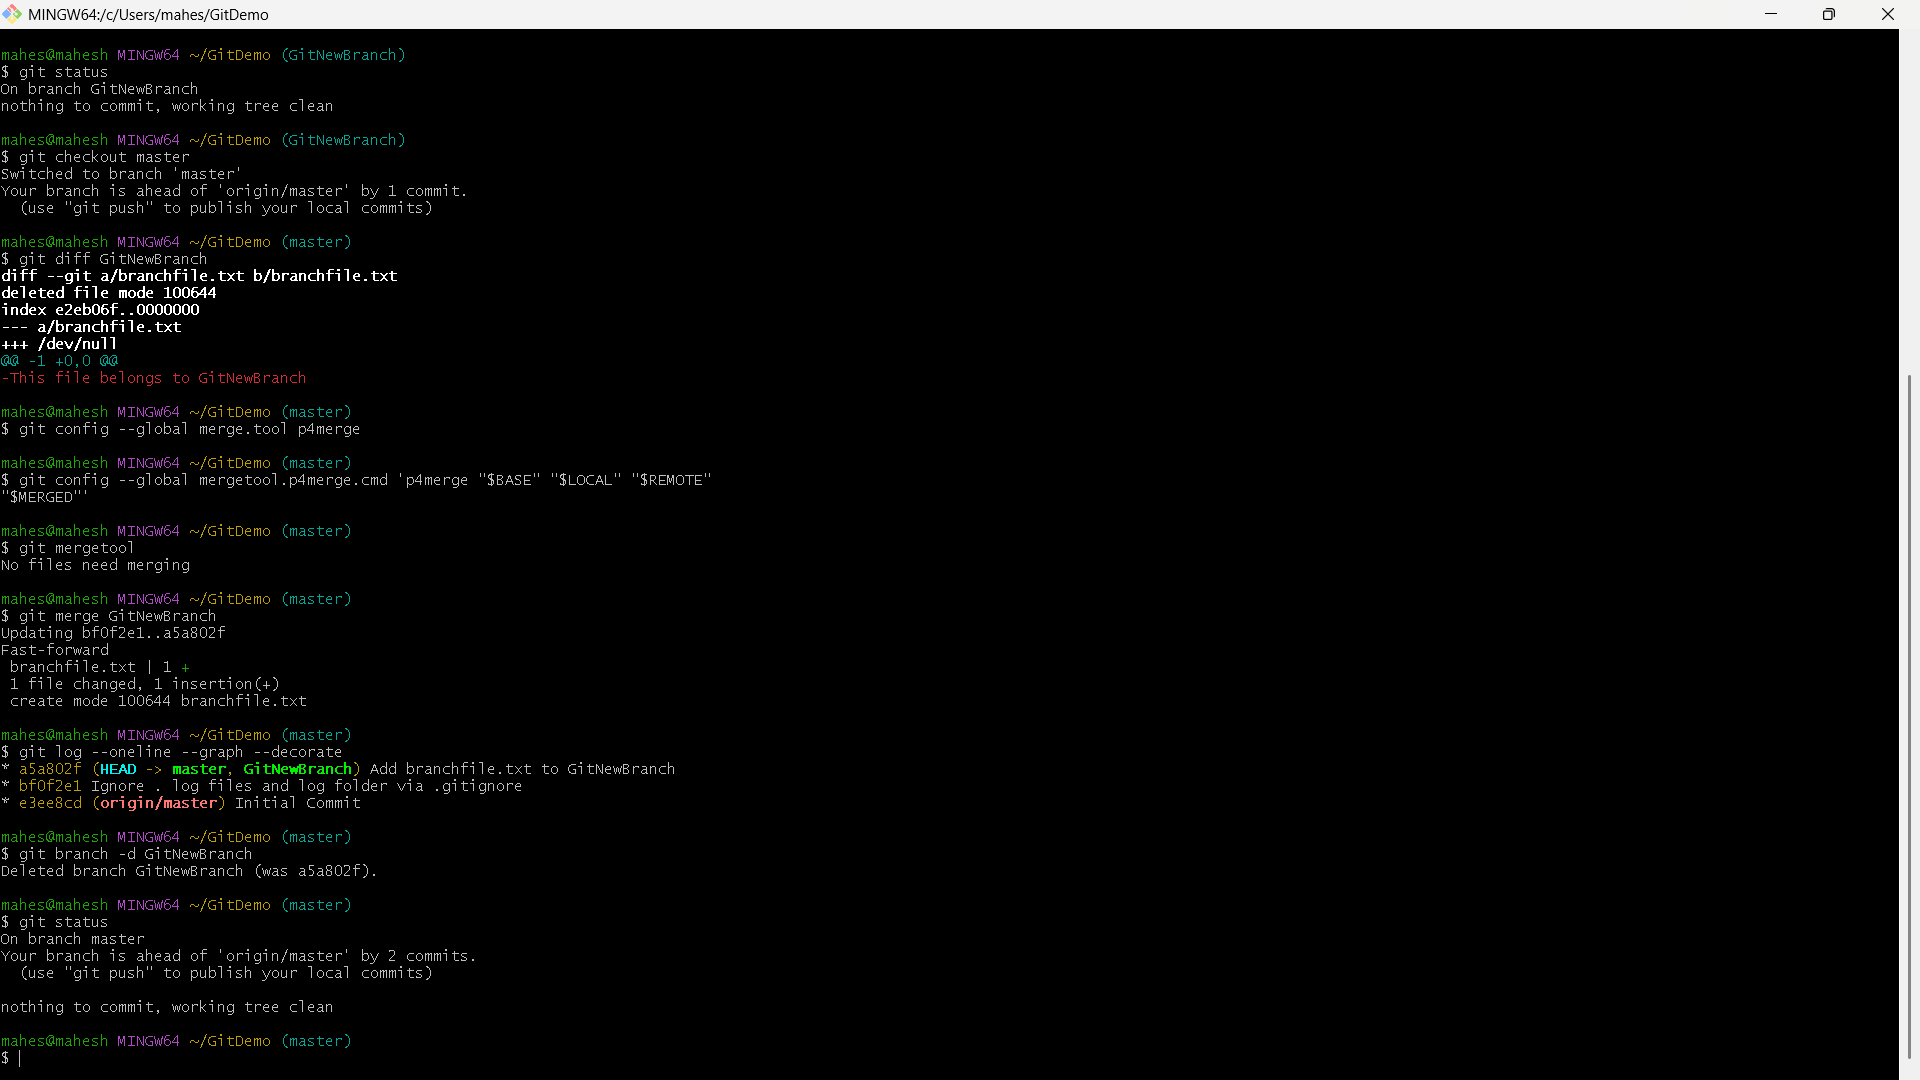 MINGW64:/c/Users/mahes/GitDemo
mahes@mahesh MINGW64 ~/GitDemo (GitNewBranch)
$ git status
On branch GitNewBranch
nothing to commit, working tree clean
mahes@mahesh MINGW64 ~/GitDemo (GitNewBranch)
$ git checkout master
Switched to branch 'master'
Your branch is ahead of 'origin/master' by 1 commit.
  (use "git push" to publish your local commits)
mahes@mahesh MINGW64 ~/GitDemo (master)
$ git diff GitNewBranch
diff --git a/branchfile.txt b/branchfile.txt
deleted file mode 100644
index e2eb06f..0000000
--- a/branchfile.txt
+++ /dev/null
@@ -1 +0,0 @@
-This file belongs to GitNewBranch
mahes@mahesh MINGW64 ~/GitDemo (master)
$ git config --global merge.tool p4merge
mahes@mahesh MINGW64 ~/GitDemo (master)
$ git config --global mergetool.p4merge.cmd 'p4merge "$BASE" "$LOCAL" "$REMOTE"
"$MERGED"'
mahes@mahesh MINGW64 ~/GitDemo (master)
$ git mergetool
No files need merging
mahes@mahesh MINGW64 ~/GitDemo (master)
$ git merge GitNewBranch
Updating bf0f2e1..a5a802f
Fast-forward
 branchfile.txt | 1 +
 1 file changed, 1 insertion(+)
 create mode 100644 branchfile.txt
mahes@mahesh MINGW64 ~/GitDemo (master)
$ git log --oneline --graph --decorate
* a5a802f (HEAD -> master, GitNewBranch) Add branchfile.txt to GitNewBranch
* bf0f2e1 Ignore . log files and log folder via .gitignore
* e3ee8cd (origin/master) Initial Commit
mahes@mahesh MINGW64 ~/GitDemo (master)
$ git branch -d GitNewBranch
Deleted branch GitNewBranch (was a5a802f).
mahes@mahesh MINGW64 ~/GitDemo (master)
$ git status
On branch master
Your branch is ahead of 'origin/master' by 2 commits.
  (use "git push" to publish your local commits)
nothing to commit, working tree clean
mahes@mahesh MINGW64 ~/GitDemo (master)
$